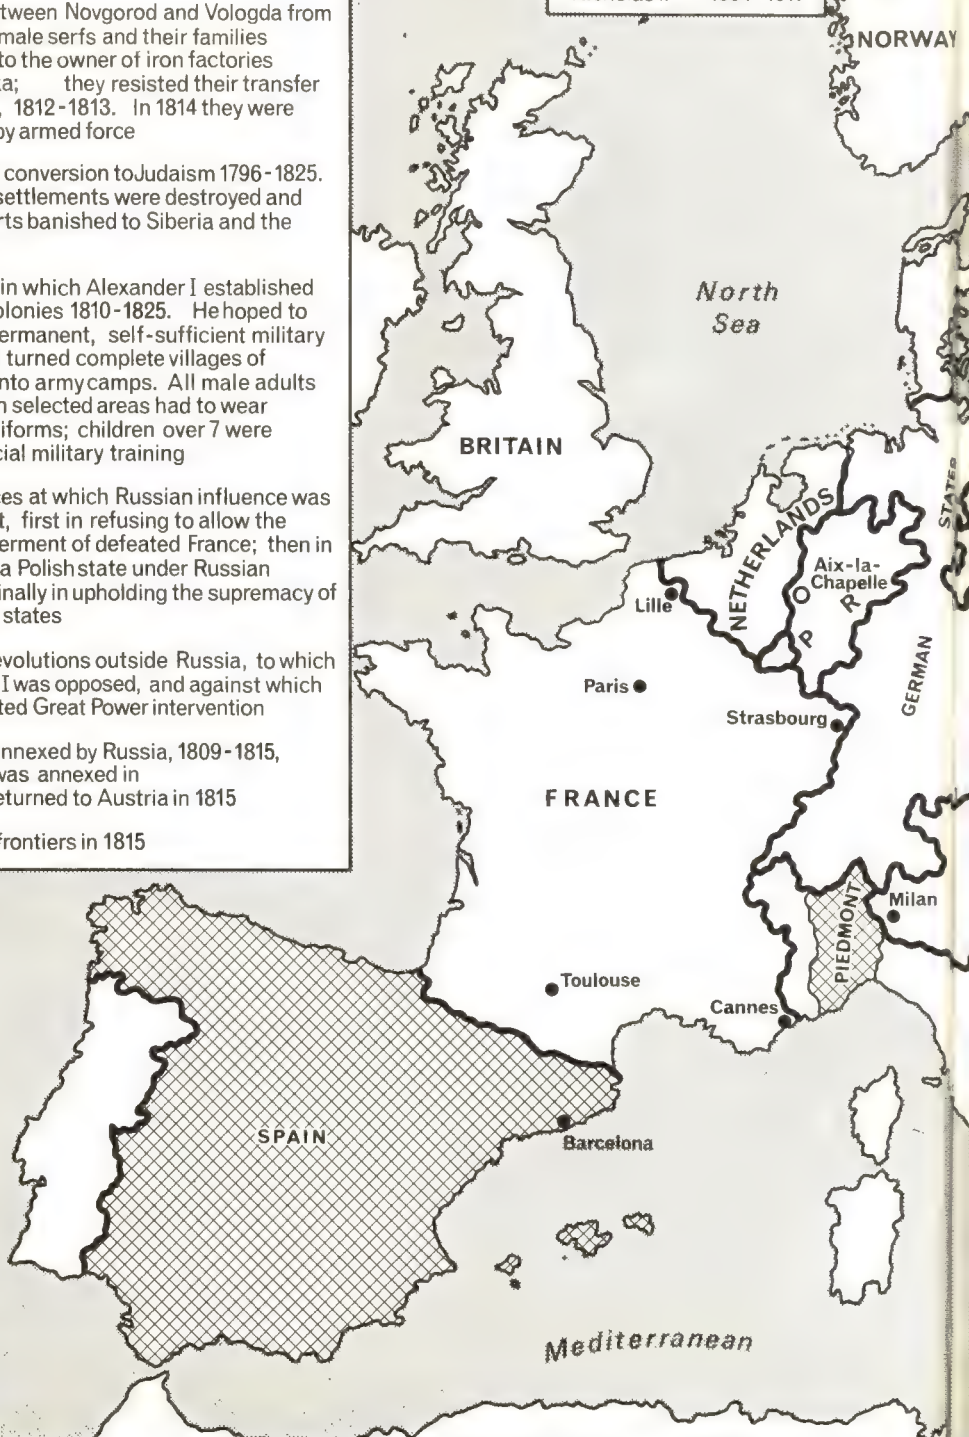 tween Novgorod and Vologda from
male serfs and their families
to the owner of iron factories
a; they resisted their transfer
, 1812-1813. In 1814 they were
by armed force
conversion toJudaism 1796-1825.
settlements were destroyed and
rts banished to Siberia and the
in which Alexander I established
olonies 1810-1825. He hoped to
ermanent, self-sufficient military
turned complete villages of
nto army camps. All male adults
n selected areas had to wear
iforms; children over 7 were
cial military training
es at which Russian influence was
t, first in refusing to allow the
erment of defeated France; then in
a Polish state under Russian
inally in upholding the supremacy of
states
evolutions outside Russia, to which
I was opposed, and against which
ted Great Power intervention
nnexed by Russia, 1809-1815,
was annexed in
eturned to Austria in 1815
frontiers in 1815
NORWAY
North
Sea
BRITAIN
NETHERLANDS
STATES
Aix-la-
Chapelle
P
R
Lille
GERMAN
Paris
Strasbourg
FRANCE
Milan
PIEDMONT
Toulouse
Cannes
SPAIN
Barcelona
Mediterranean